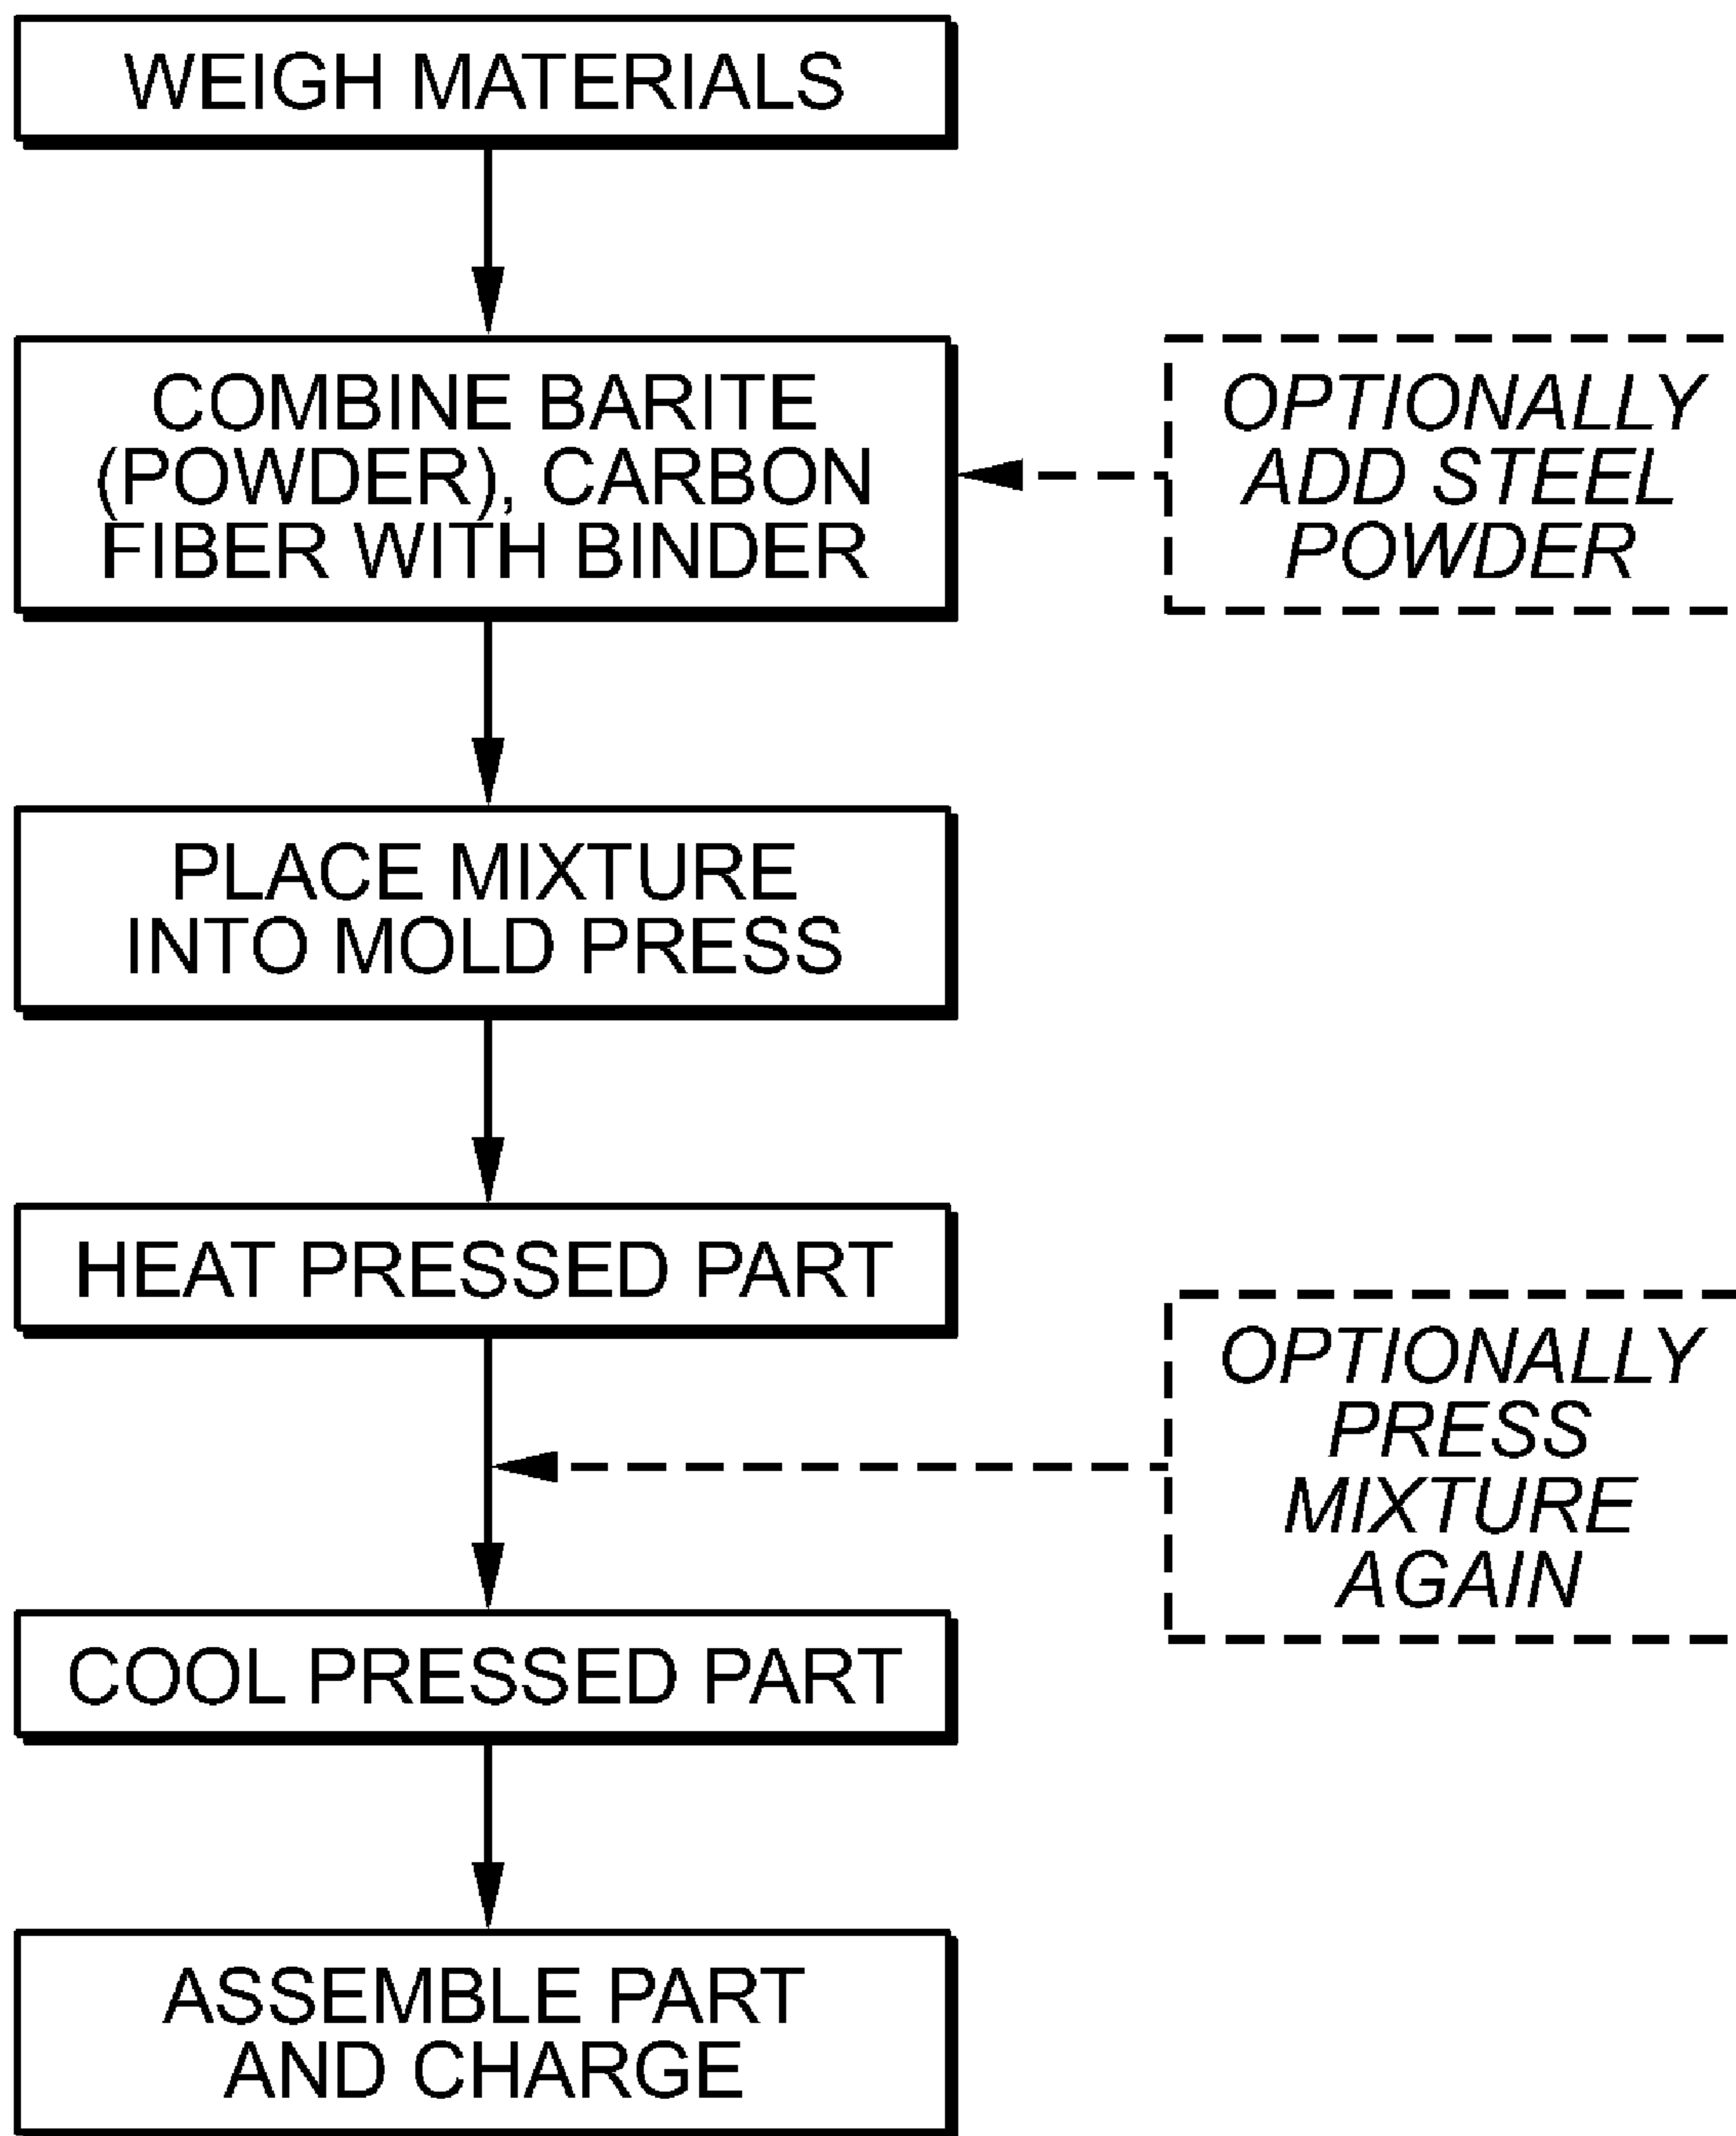 WEIGH MATERIALS
COMBINE BARITE
(POWDER), CARBON
FIBER WITH BINDER
OPTIONALLY
ADD STEEL
POWDER
PLACE MIXTURE
INTO MOLD PRESS
HEAT PRESSED PART
OPTIONALLY
PRESS
MIXTURE
AGAIN
COOL PRESSED PART
ASSEMBLE PART
AND CHARGE